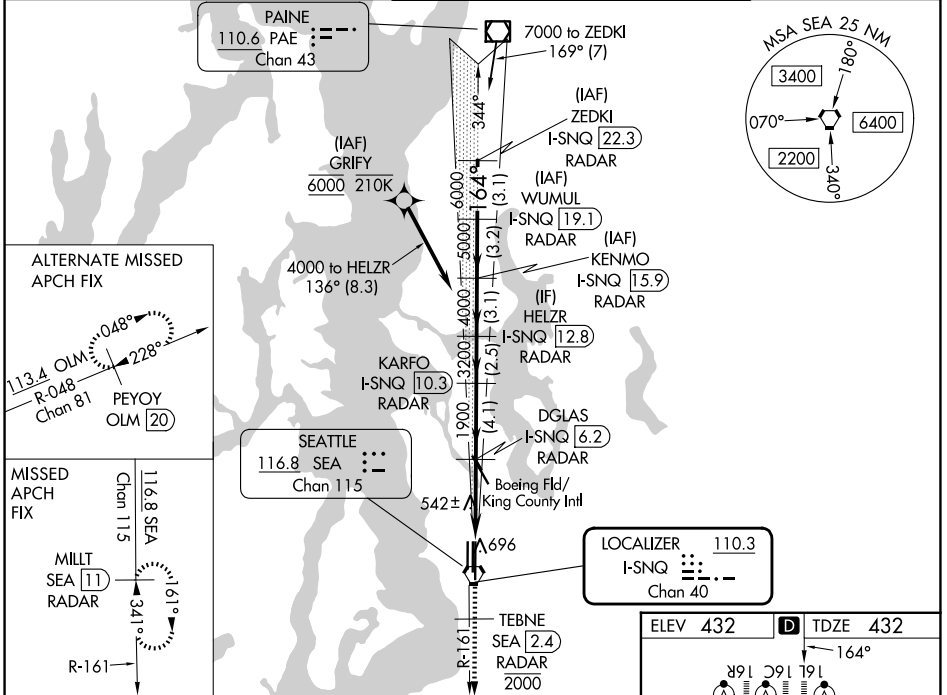 PAINE
110.6 PAE
Chan 43
7000 to ZEDKI
169° (7)
MSA SEA 25 NM
180°
3400
070°
6400
2200
340°
344°
(IAF)
ZEDKI
I-SNQ 22.3
RADAR
(IAF)
GRIFY
6000 210K
6000
164°
(3.1)
(IAF)
WUMUL
I-SNQ 19.1
RADAR
5000
(3.2)
4000 to HELZR
136° (8.3)
(IAF)
KENMO
I-SNQ 15.9
RADAR
4000
(3.1)
(IF)
HELZR
I-SNQ 12.8
RADAR
3200
(2.5)
KARFO
I-SNQ 10.3
RADAR
1900
(4.1)
DGLAS
I-SNQ 6.2
RADAR
Boeing Fld/
King County Intl
ALTERNATE MISSED
APCH FIX
048°
228°
113.4 OLM
R-048
Chan 81
PEYOY
OLM 20
SEATTLE
116.8 SEA
Chan 115
542±
696
MISSED
APCH
FIX
116.8 SEA
Chan 115
MILLT
SEA 11
RADAR
161°
341°
R-161
LOCALIZER 110.3
I-SNQ
Chan 40
R-161
TEBNE
SEA 2.4
RADAR
2000
ELEV 432
D
TDZE 432
164°
16R 16C 16L